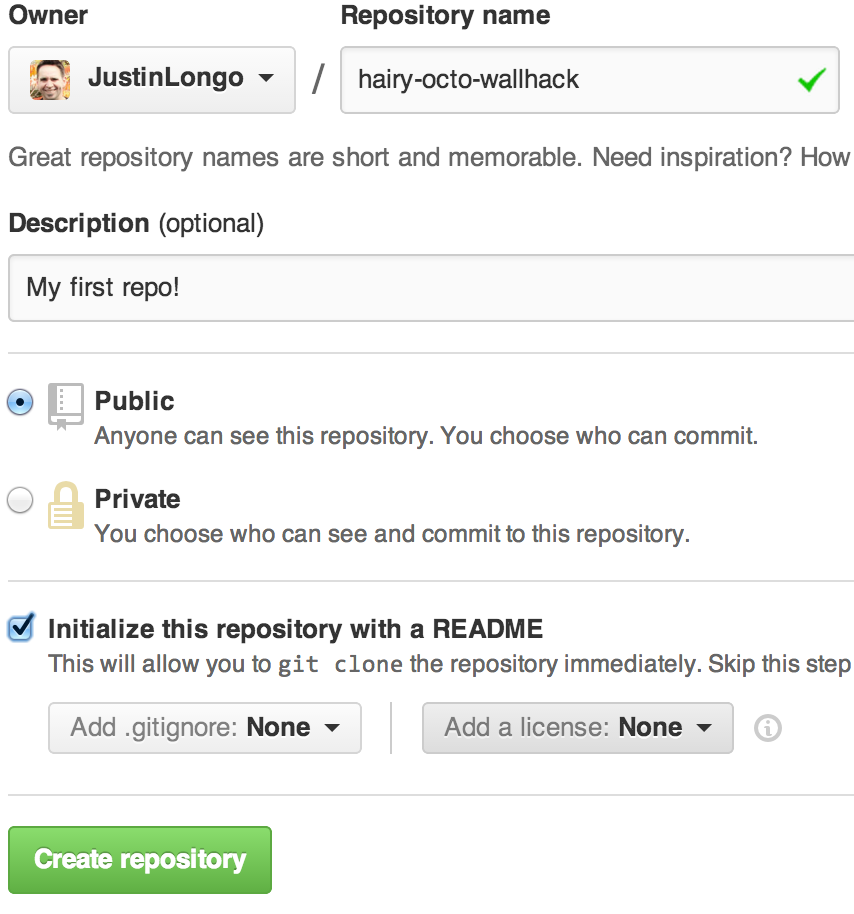 Owner Repository name
JustinLongo / hairy-octo-wallhack
Great repository names are short and memorable. Need inspiration? How
Description (optional)
My first repo!
Public
Anyone can see this repository. You choose who can commit.
Private
You choose who can see and commit to this repository.
Initialize this repository with a README
This will allow you to git clone the repository immediately. Skip this step
Add .gitignore: None Add a license: None
Create repository